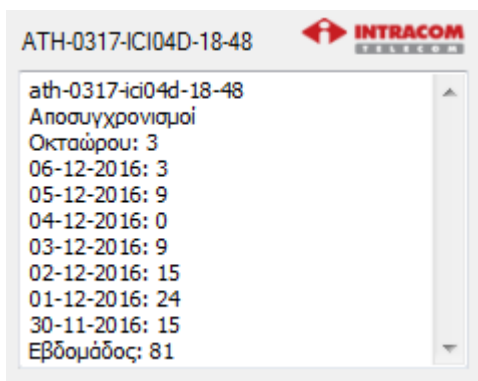 ATH-0317-ICI04D-18-48
INTRACOM
TELECOM
ath-0317-ici04d-18-48
Αποσυγχρονισμοί
Οκταώρου: 3
06-12-2016: 3
05-12-2016: 9
04-12-2016: 0
03-12-2016: 9
02-12-2016: 15
01-12-2016: 24
30-11-2016: 15
Εβδομάδος: 81